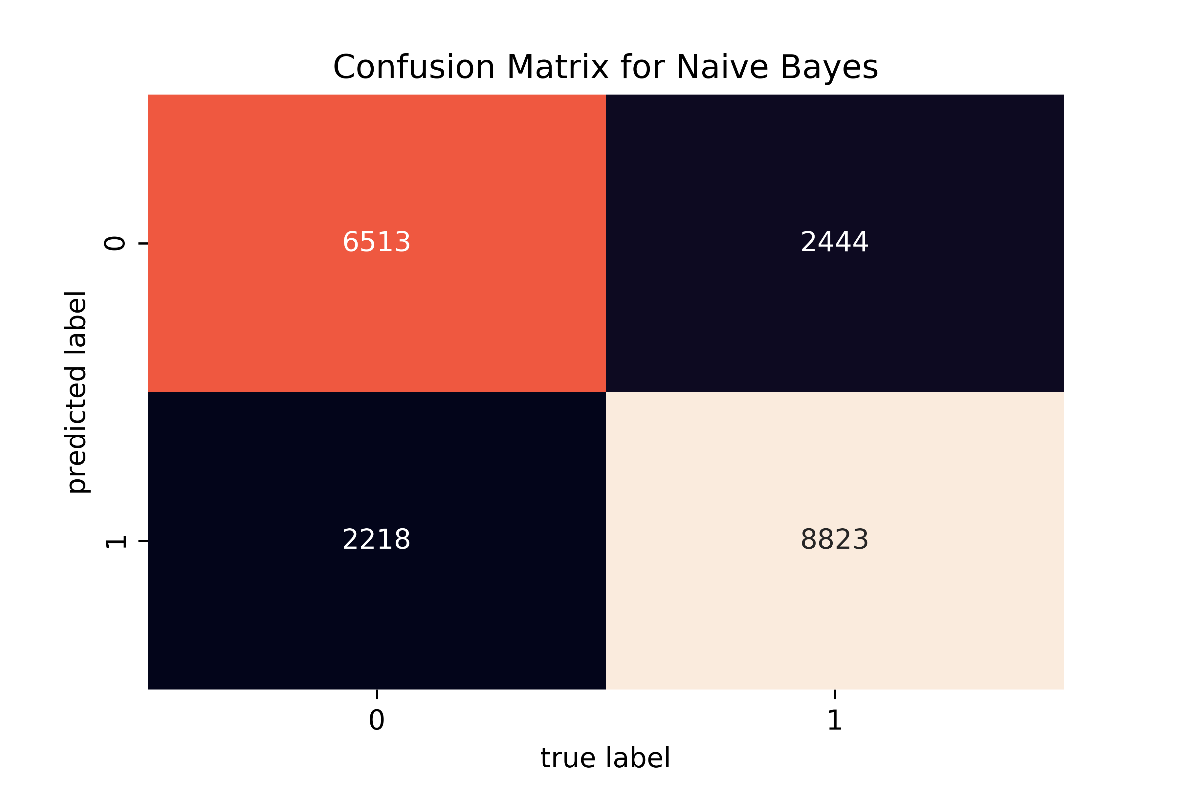 Confusion Matrix for Naive Bayes
0
6513
2444
predicted label
1
2218
8823
0
1
true label